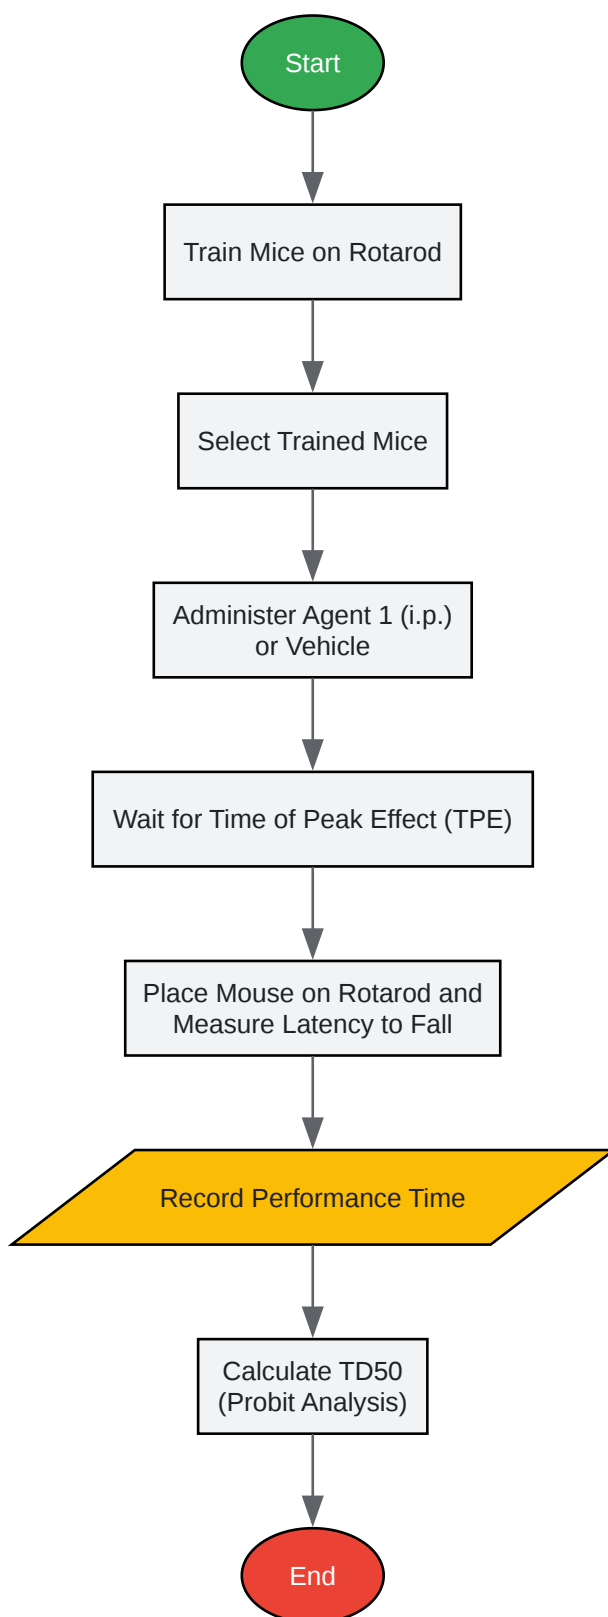 Start
Train Mice on Rotarod
Select Trained Mice
Administer Agent 1 (i.p.)
or Vehicle
Wait for Time of Peak Effect (TPE)
Place Mouse on Rotarod and
Measure Latency to Fall
Record Performance Time
Calculate TD50
(Probit Analysis)
End